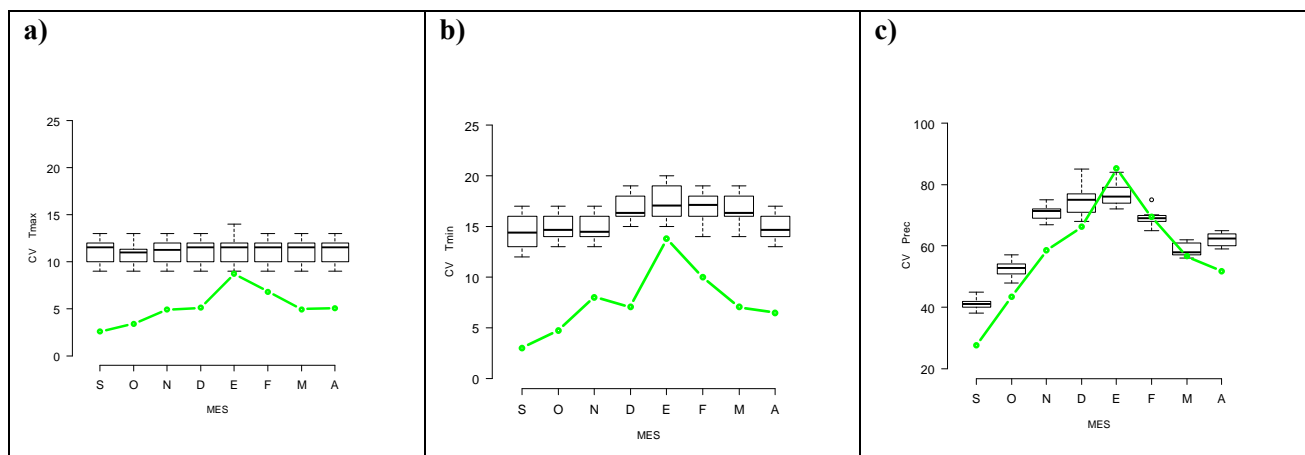 a)
25
20
15
10
5
0
CV Tmax
S O N D E F M A
MES
b)
25
20
15
10
5
0
CV Tmin
S O N D E F M A
MES
c)
100
80
60
40
20
CV Prec
S O N D E F M A
MES